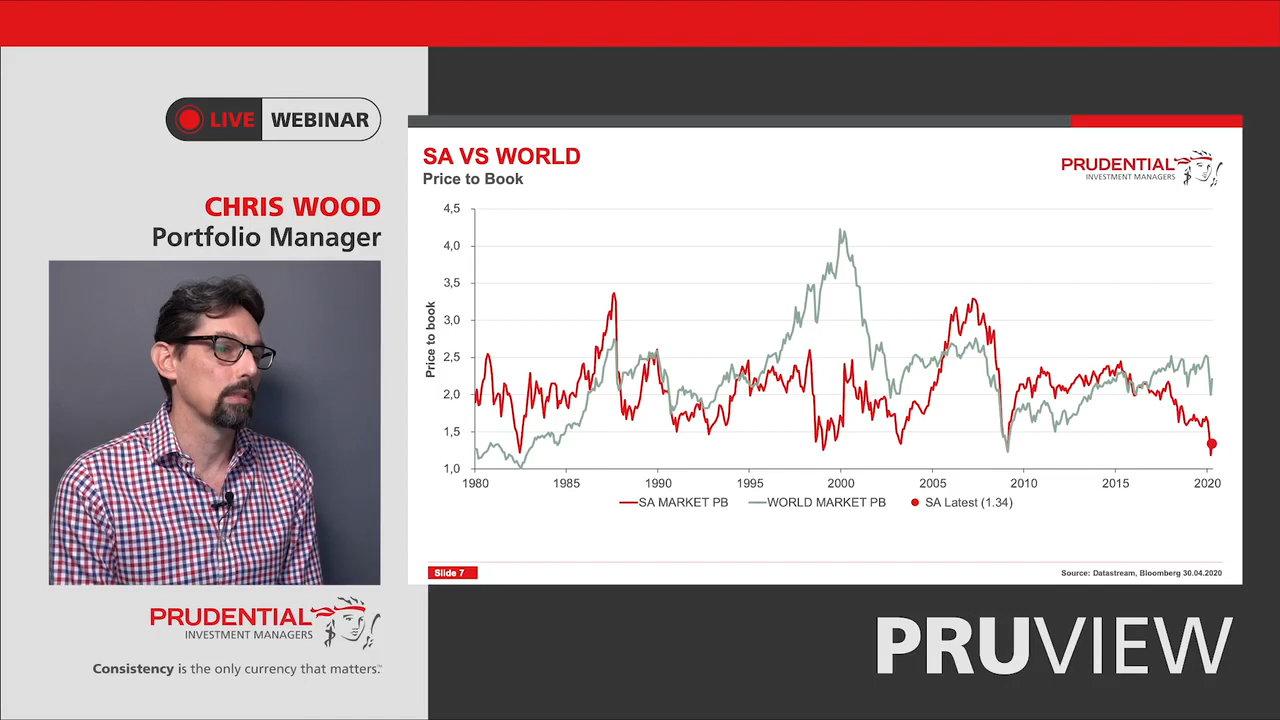 LIVE WEBINAR
CHRIS WOOD
Portfolio Manager
PRUDENTIAL
INVESTMENT MANAGERS
Consistency is the only currency that matters.™
SA VS WORLD
Price to Book
PRUDENTIAL
INVESTMENT MANAGERS
Price to book
4,5
4,0
3,5
3,0
2,5
2,0
1,5
1,0
1980 1985 1990 1995 2000 2005 2010 2015 2020
SA MARKET PB WORLD MARKET PB SA Latest (1.34)
Slide 7
Source: Datastream, Bloomberg 30.04.2020
PRUVIEW